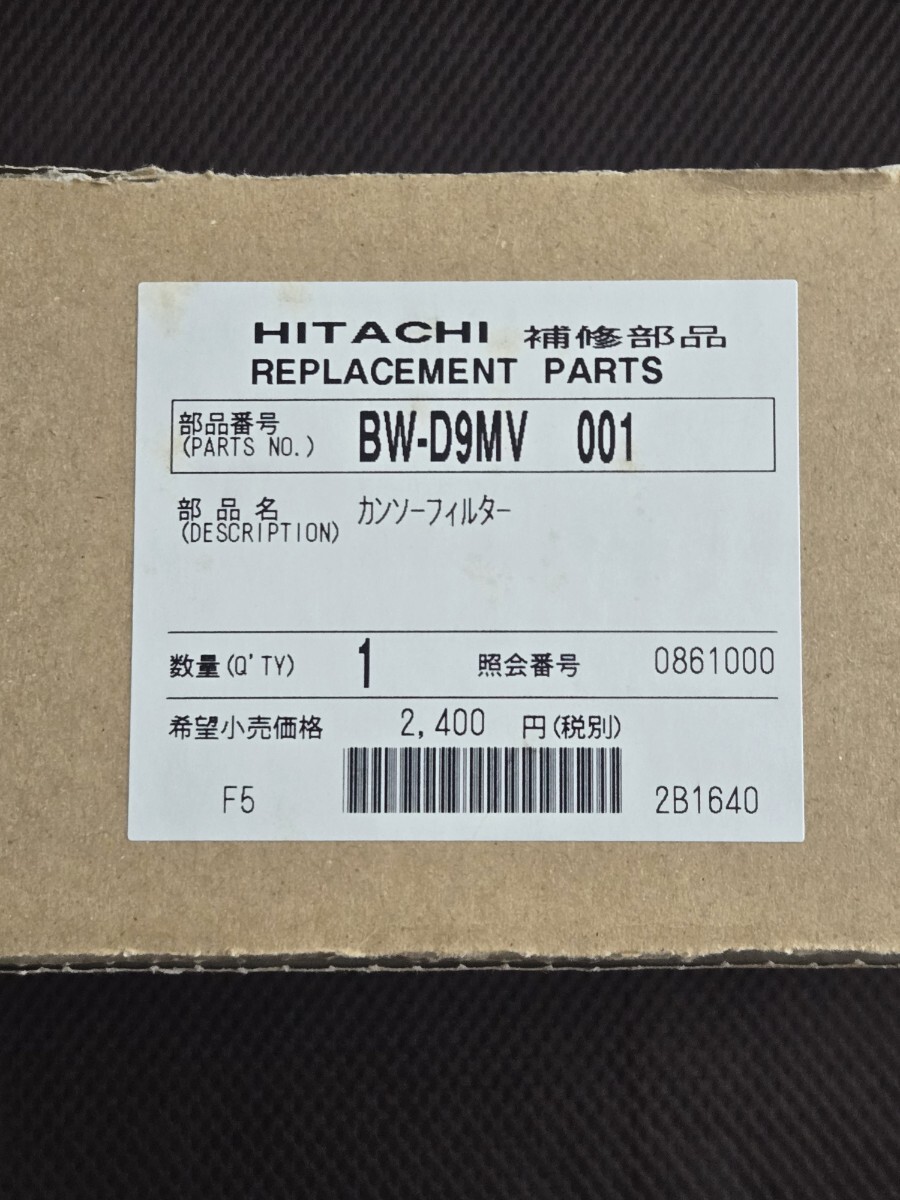 HITACHI 補修部品
REPLACEMENT PARTS
部品番号 BW-D9MV 001
(PARTS NO.)
部品名 カンソーフィルター
(DESCRIPTION)
数量(Q'TY) 1 照会番号 0861000
希望小売価格 2,400 円(税別)
F5 2B1640